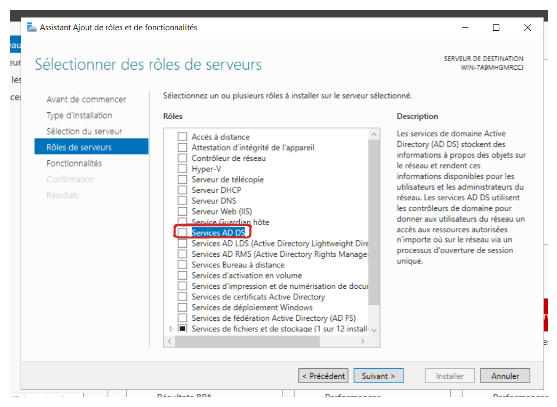 Assistant Ajout de rôles et de fonctionnalités
Sélectionner des rôles de serveurs
SERVEUR DE DESTINATION
WIN-7A9MHGMRCCJ
Avant de commencer
Type d'installation
Sélection du serveur
Rôles de serveurs
Fonctionnalités
Confirmation
Résultats
Sélectionnez un ou plusieurs rôles à installer sur le serveur sélectionné.
Rôles
Accès à distance
Attestation d'intégrité de l'appareil
Contrôleur de réseau
Hyper-V
Serveur de télécopie
Serveur DHCP
Serveur DNS
Serveur Web (IIS)
Service Guardian hôte
Services AD DS
Services AD LDS (Active Directory Lightweight Dire
Services AD RMS (Active Directory Rights Manage
Services Bureau à distance
Services d'activation en volume
Services d'impression et de numérisation de docu
Services de certificats Active Directory
Services de déploiement Windows
Services de fédération Active Directory (AD FS)
Services de fichiers et de stockage (1 sur 12 install
Description
Les services de domaine Active
Directory (AD DS) stockent des
informations à propos des objets sur
le réseau et rendent ces
informations disponibles pour les
utilisateurs et les administrateurs du
réseau. Les services AD DS utilisent
les contrôleurs de domaine pour
donner aux utilisateurs du réseau un
accès aux ressources autorisées
n'importe où sur le réseau via un
processus d'ouverture de session
unique.
< Précédent
Suivant >
Installer
Annuler